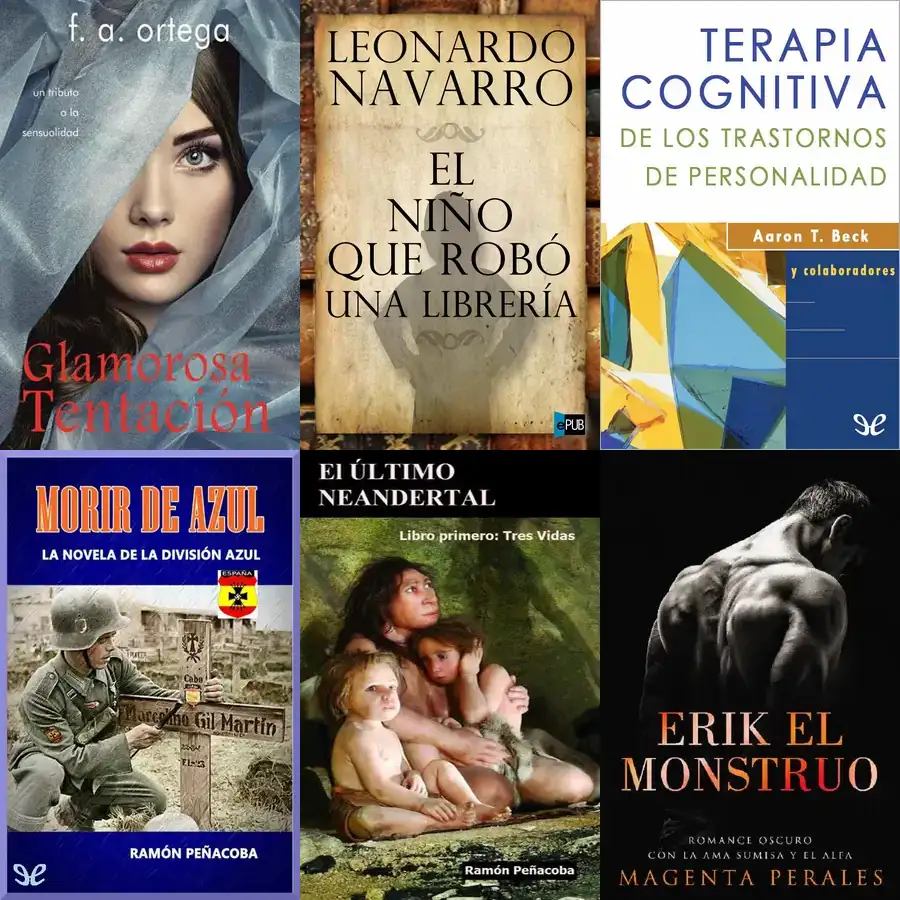 f. a. ortega
un tributo
a la
sensualidad
Glamorosa
Tentación
LEONARDO
NAVARRO
EL
NIÑO
QUE ROBÓ
UNA LIBRERÍA
ePUB
TERAPIA
COGNITIVA
DE LOS TRASTORNOS
DE PERSONALIDAD
Aaron T. Beck
y colaboradores
MORIR DE AZUL
LA NOVELA DE LA DIVISIÓN AZUL
ESPAÑA
Cabo
Marcelino Gil Martín
RAMÓN PEÑACOBA
El ÚLTIMO
NEANDERTAL
Libro primero: Tres Vidas
Ramón Peñacoba
ERIK EL
MONSTRUO
ROMANCE OSCURO
CON LA AMA SUMISA Y EL ALFA
MAGENTA PERALES